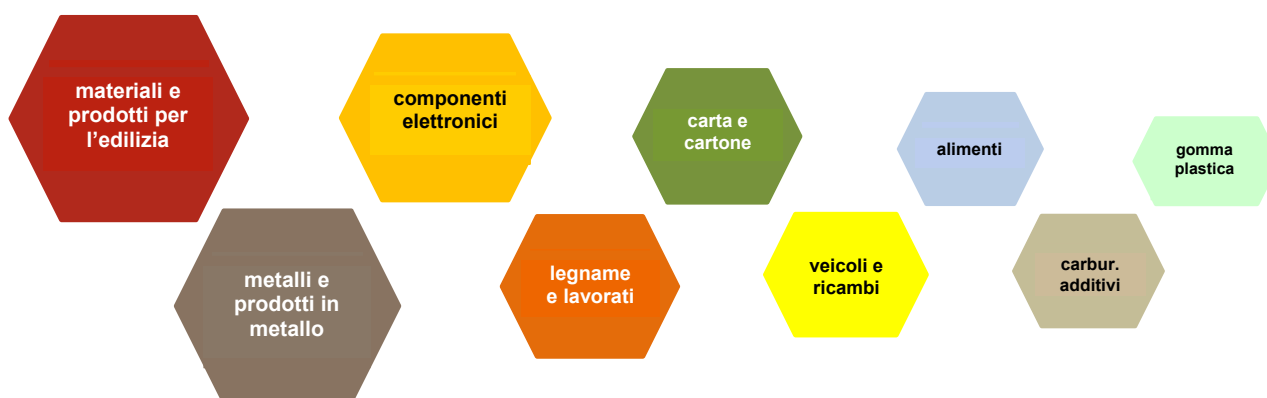 materiali e
prodotti per
l'edilizia
componenti
elettronici
carta e
cartone
alimenti
gomma
plastica
metalli e
prodotti in
metallo
legname
e lavorati
veicoli e
ricambi
carbur.
additivi